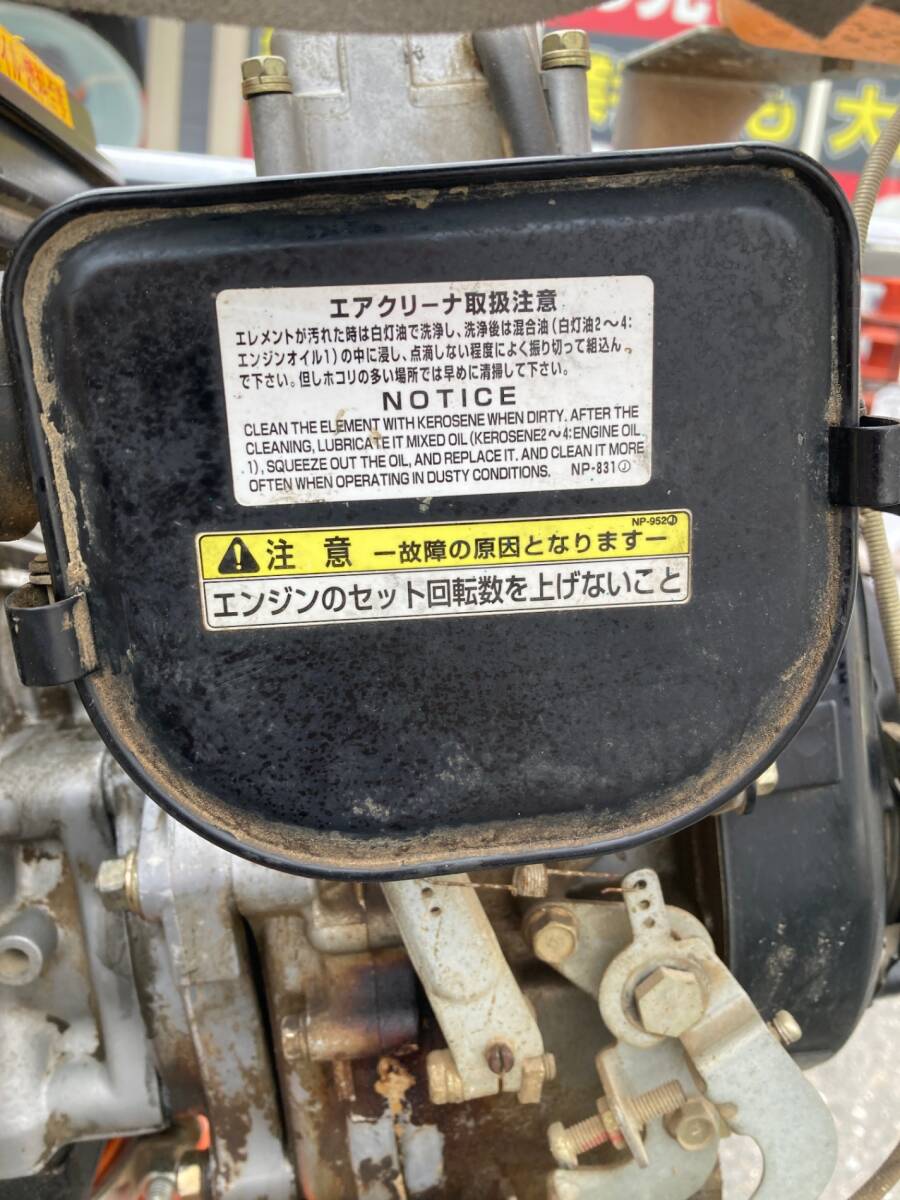 エアクリーナ取扱注意
エレメントが汚れた時は白灯油で洗浄し、洗浄後は混合油(白灯油2〜4:
エンジンオイル1)の中に浸し、点滴しない程度によく振り切って組込ん
で下さい。但しホコリの多い場所では早めに清掃して下さい。
NOTICE
CLEAN THE ELEMENT WITH KEROSENE WHEN DIRTY. AFTER THE
CLEANING, LUBRICATE IT MIXED OIL (KEROSENE2〜4:ENGINE OIL
1), SQUEEZE OUT THE OIL, AND REPLACE IT. AND CLEAN IT MORE
OFTEN WHEN OPERATING IN DUSTY CONDITIONS. NP-831Ⓙ
NP-952Ⓙ
注意 ー故障の原因となりますー
エンジンのセット回転数を上げないこと
大